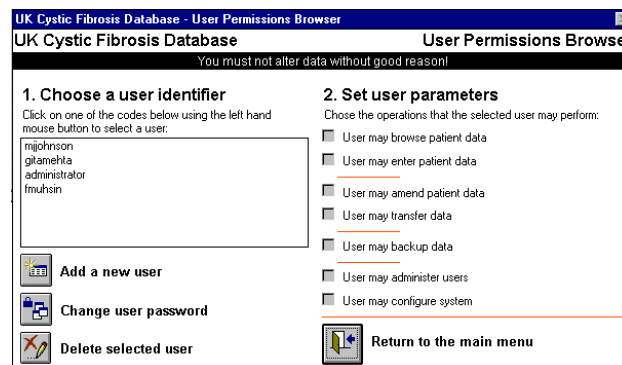 UK Cystic Fibrosis Database - User Permissions Browser
UK Cystic Fibrosis Database
User Permissions Browse
You must not alter data without good reason!
1. Choose a user identifier
Click on one of the codes below using the left hand
mouse button to select a user:
mjjohnson
gitamehta
administrator
fmuhsin
Add a new user
Change user password
Delete selected user
2. Set user parameters
Chose the operations that the selected user may perform:
User may browse patient data
User may enter patient data
User may amend patient data
User may transfer data
User may backup data
User may administer users
User may configure system
Return to the main menu